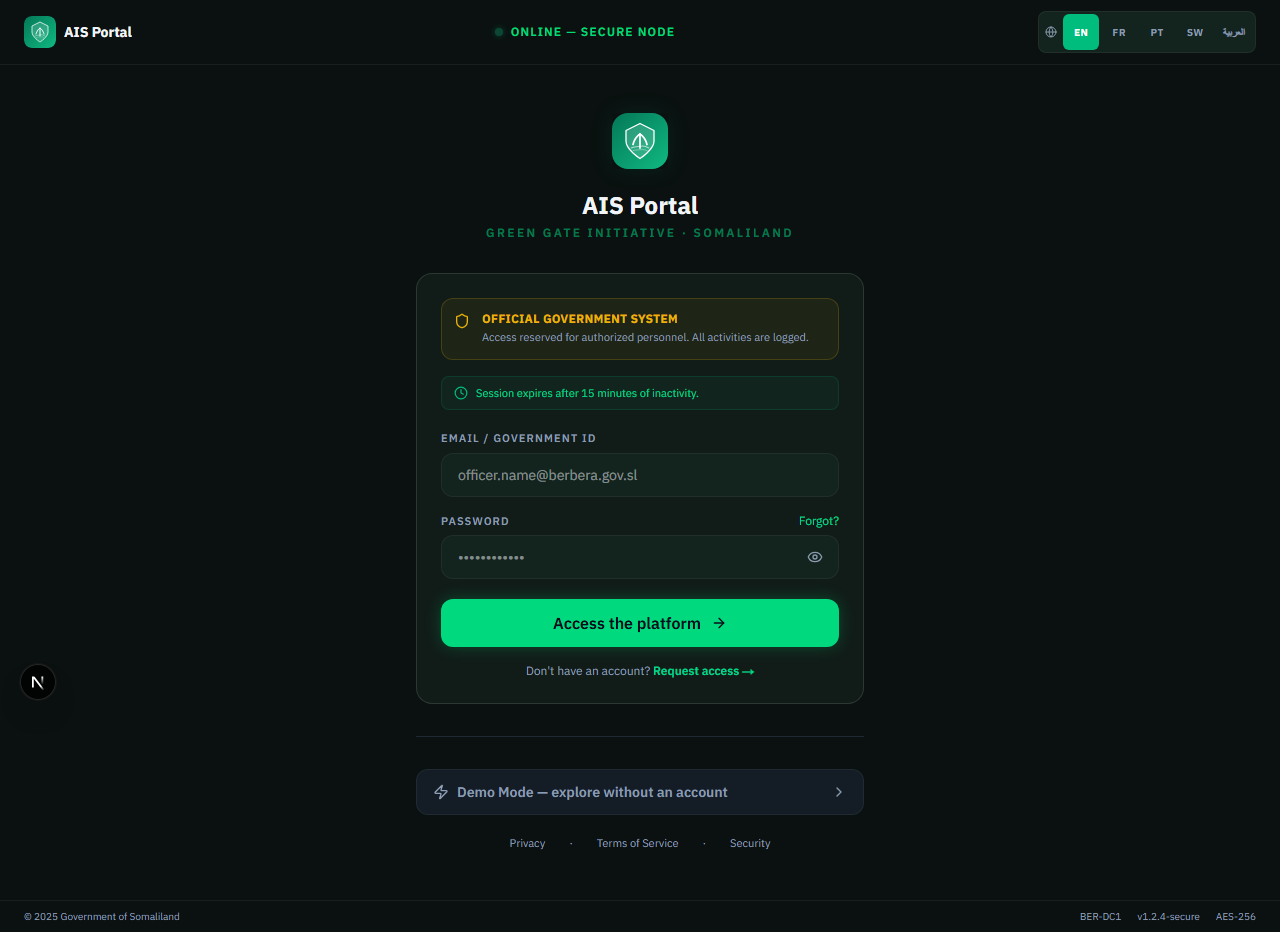 AIS Portal
ONLINE — SECURE NODE
EN FR PT SW العربية
AIS Portal
GREEN GATE INITIATIVE · SOMALILAND
OFFICIAL GOVERNMENT SYSTEM
Access reserved for authorized personnel. All activities are logged.
Session expires after 15 minutes of inactivity.
EMAIL / GOVERNMENT ID
officer.name@berbera.gov.sl
PASSWORD Forgot?
••••••••••••
Access the platform →
Don't have an account? Request access →
N
Demo Mode — explore without an account
Privacy · Terms of Service · Security
© 2025 Government of Somaliland
BER-DC1 v1.2.4-secure AES-256